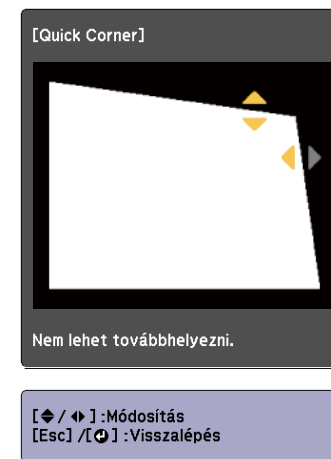 [Quick Corner]
Nem lehet továbbhelyezni.
[◆/◆] :Módosítás
[Esc] /[↵] :Visszalépés